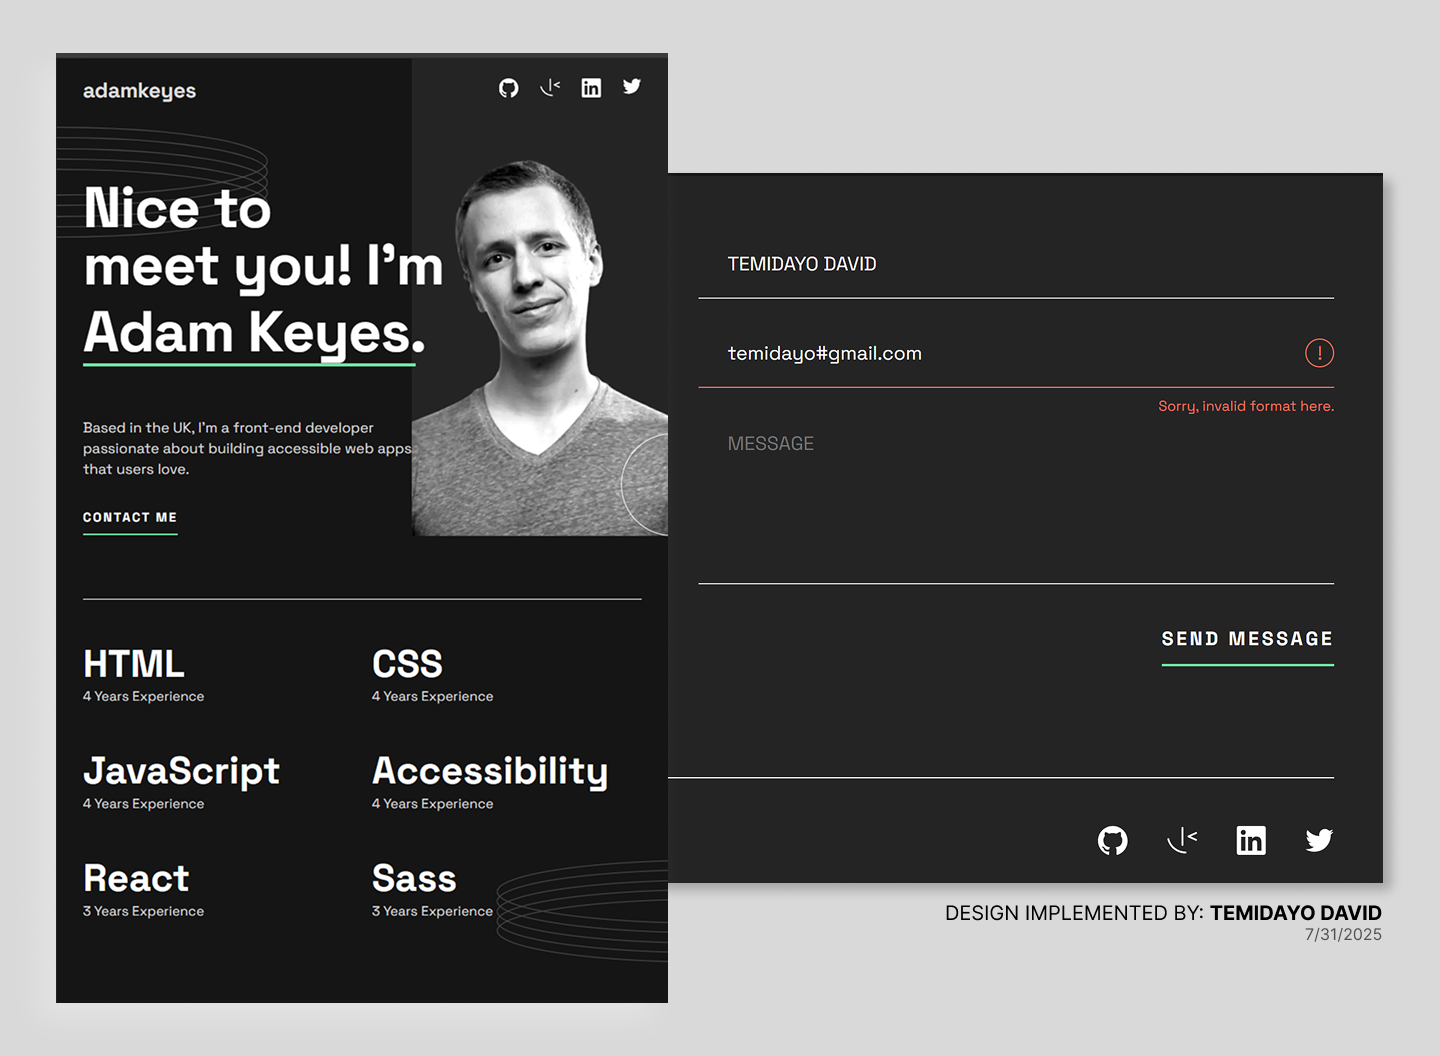 adamkeyes
Nice to
meet you! I’m
Adam Keyes.
Based in the UK, I’m a front-end developer
passionate about building accessible web apps
that users love.
CONTACT ME
HTML
4 Years Experience
CSS
4 Years Experience
JavaScript
4 Years Experience
Accessibility
4 Years Experience
React
3 Years Experience
Sass
3 Years Experience
TEMIDAYO DAVID
temidayo#gmail.com
!
Sorry, invalid format here.
MESSAGE
SEND MESSAGE
in
in
DESIGN IMPLEMENTED BY: TEMIDAYO DAVID
7/31/2025